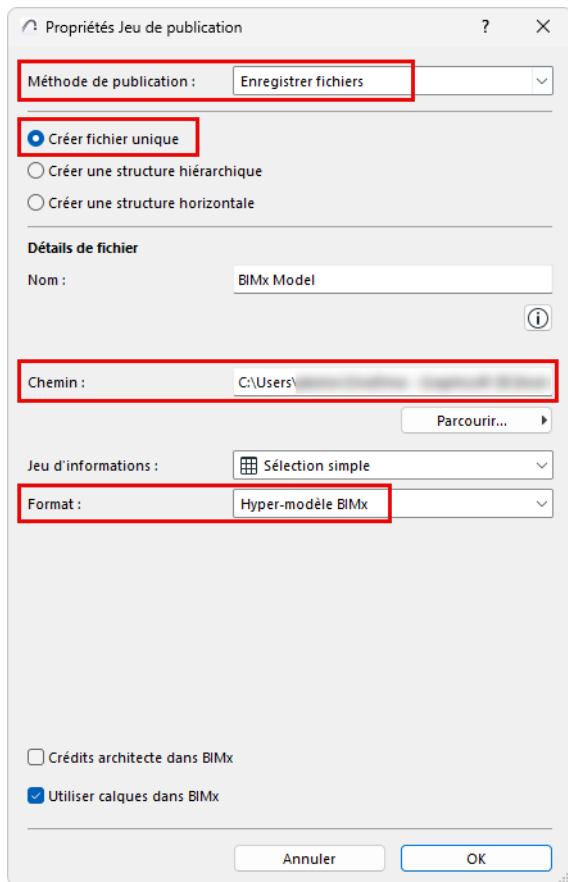 Propriétés Jeu de publication ? X
Méthode de publication : Enregistrer fichiers
Créer fichier unique
Créer une structure hiérarchique
Créer une structure horizontale
Détails de fichier
Nom : BIMx Model
Chemin : C:\Users\
Parcourir...
Jeu d'informations : Sélection simple
Format : Hyper-modèle BIMx
Crédits architecte dans BIMx
Utiliser calques dans BIMx
Annuler OK